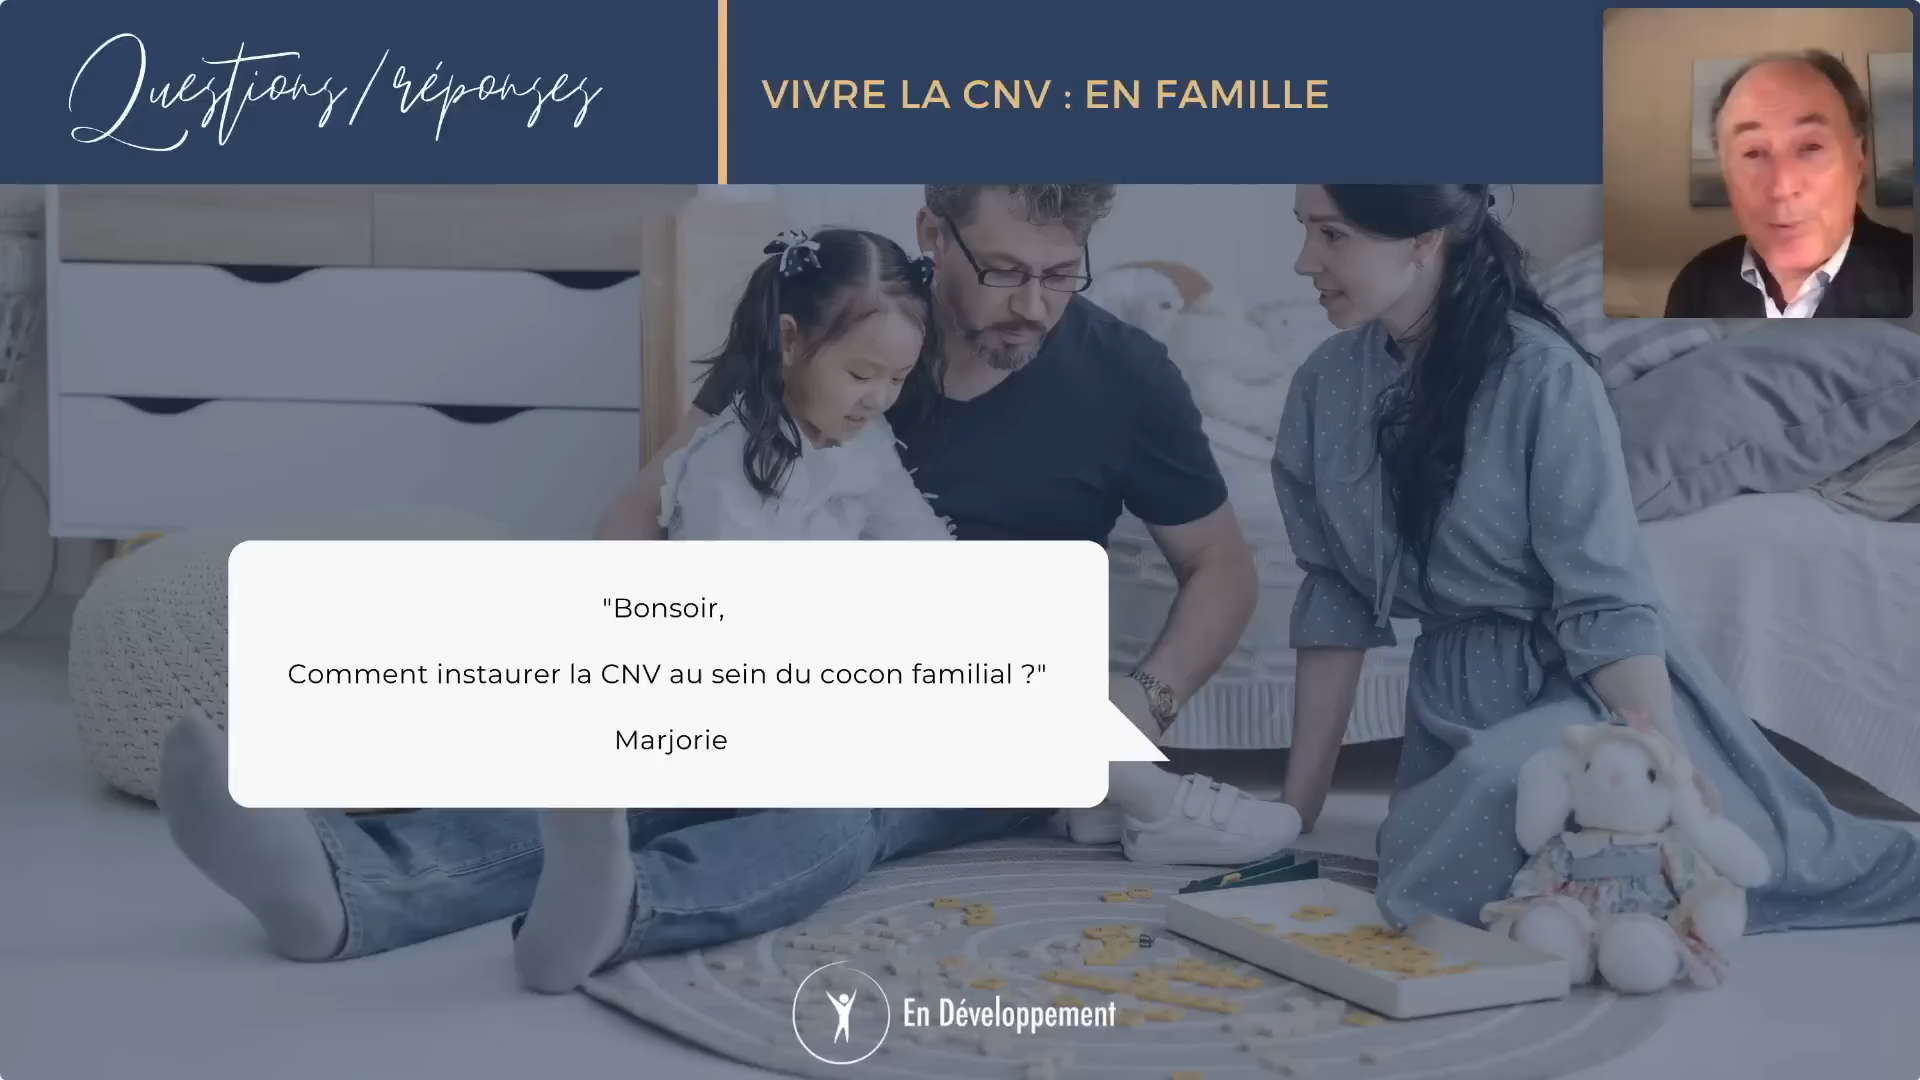 Questions/réponses
VIVRE LA CNV : EN FAMILLE
"Bonsoir,
Comment instaurer la CNV au sein du cocon familial ?"
Marjorie
En Développement